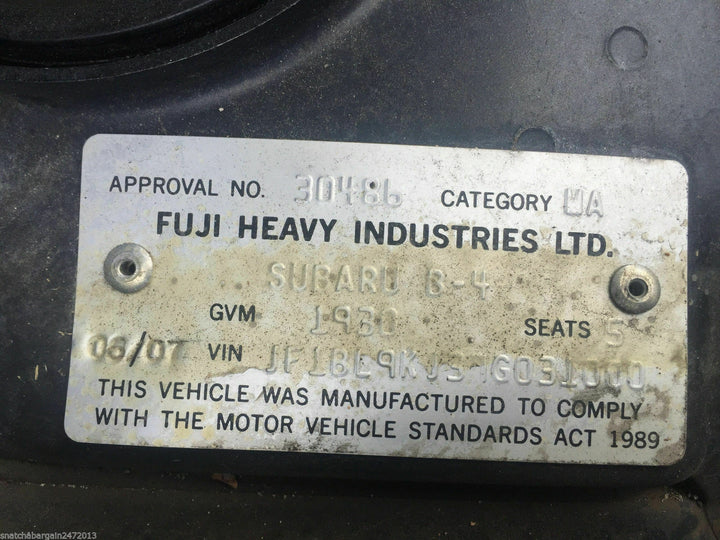 APPROVAL NO. 30486 CATEGORY MA
FUJI HEAVY INDUSTRIES LTD.
SUBARU B-4
GVM 1930 SEATS 5
06/07 VIN
THIS VEHICLE WAS MANUFACTURED TO COMPLY
WITH THE MOTOR VEHICLE STANDARDS ACT 1989
snatchabargain2472013